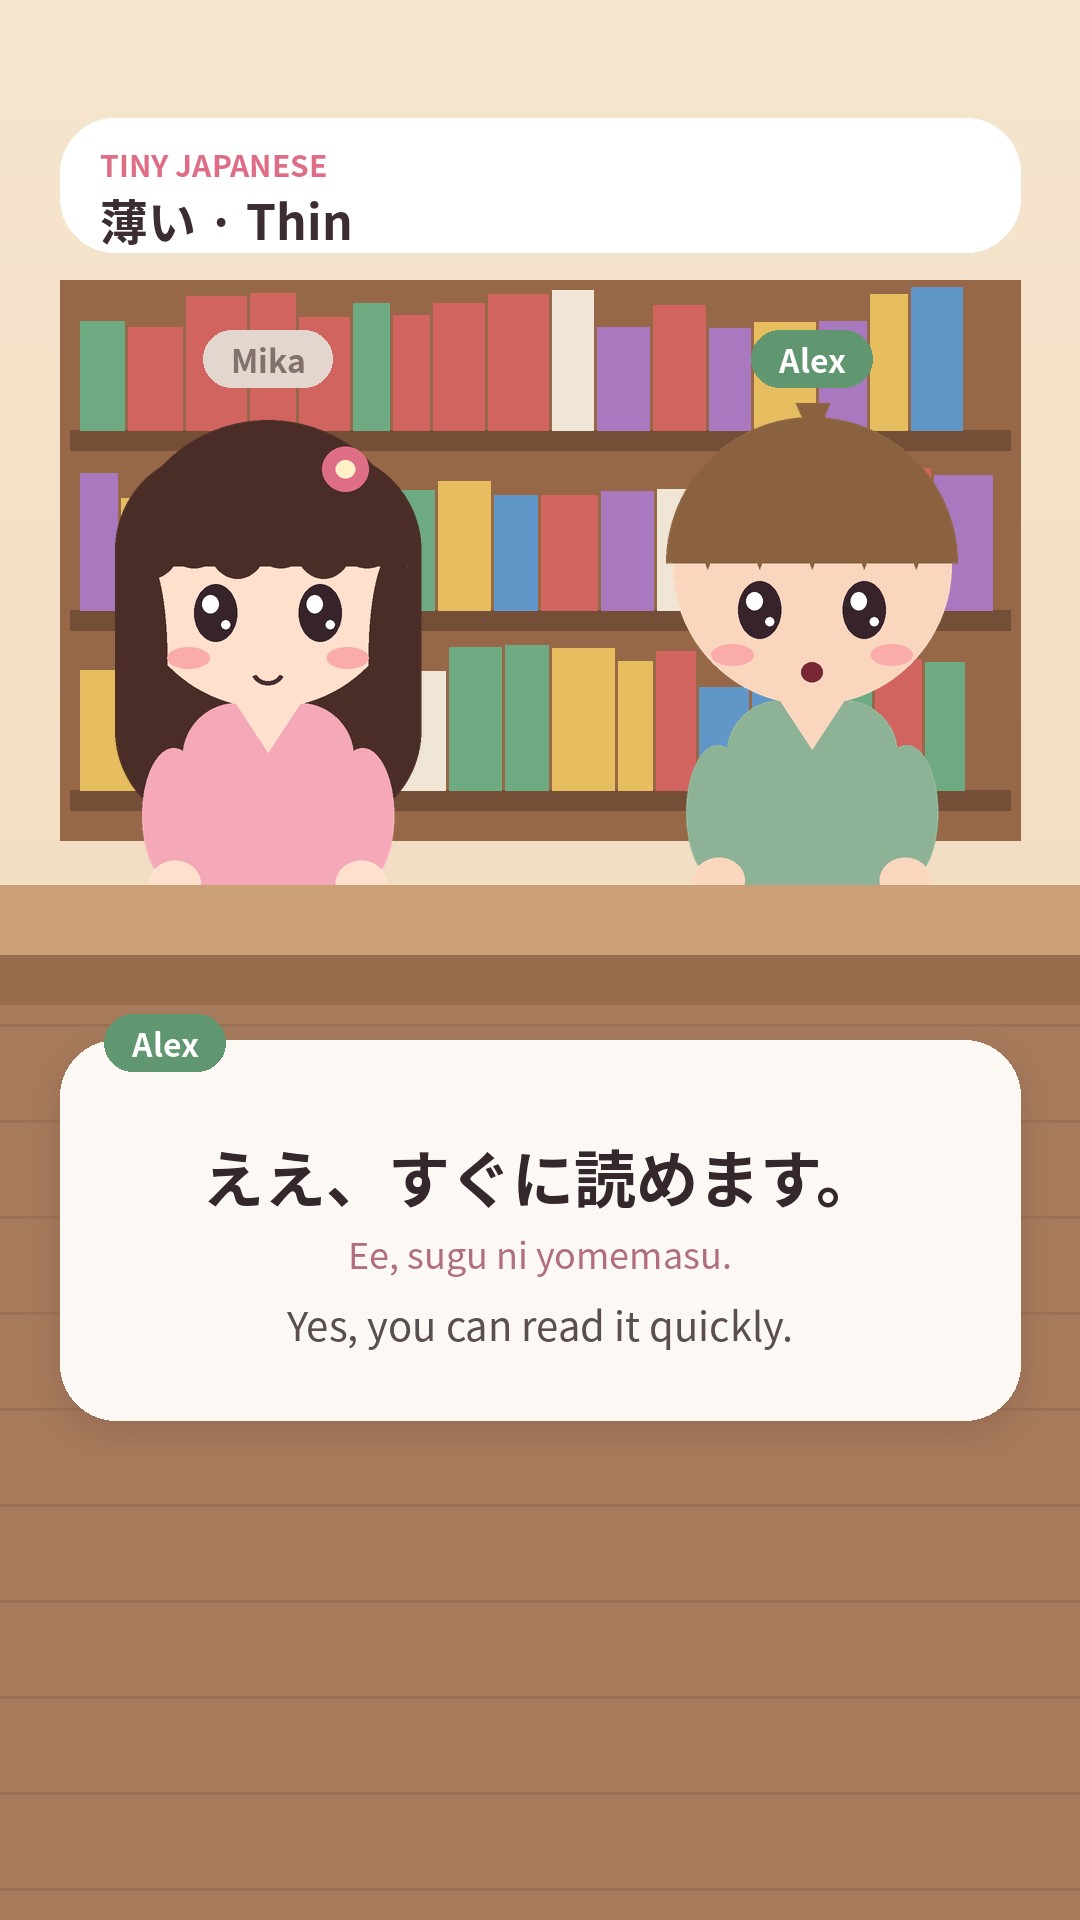 TINY JAPANESE
薄い・Thin
Mika
Alex
Alex
ええ、すぐに読めます。
Ee, sugu ni yomemasu.
Yes, you can read it quickly.